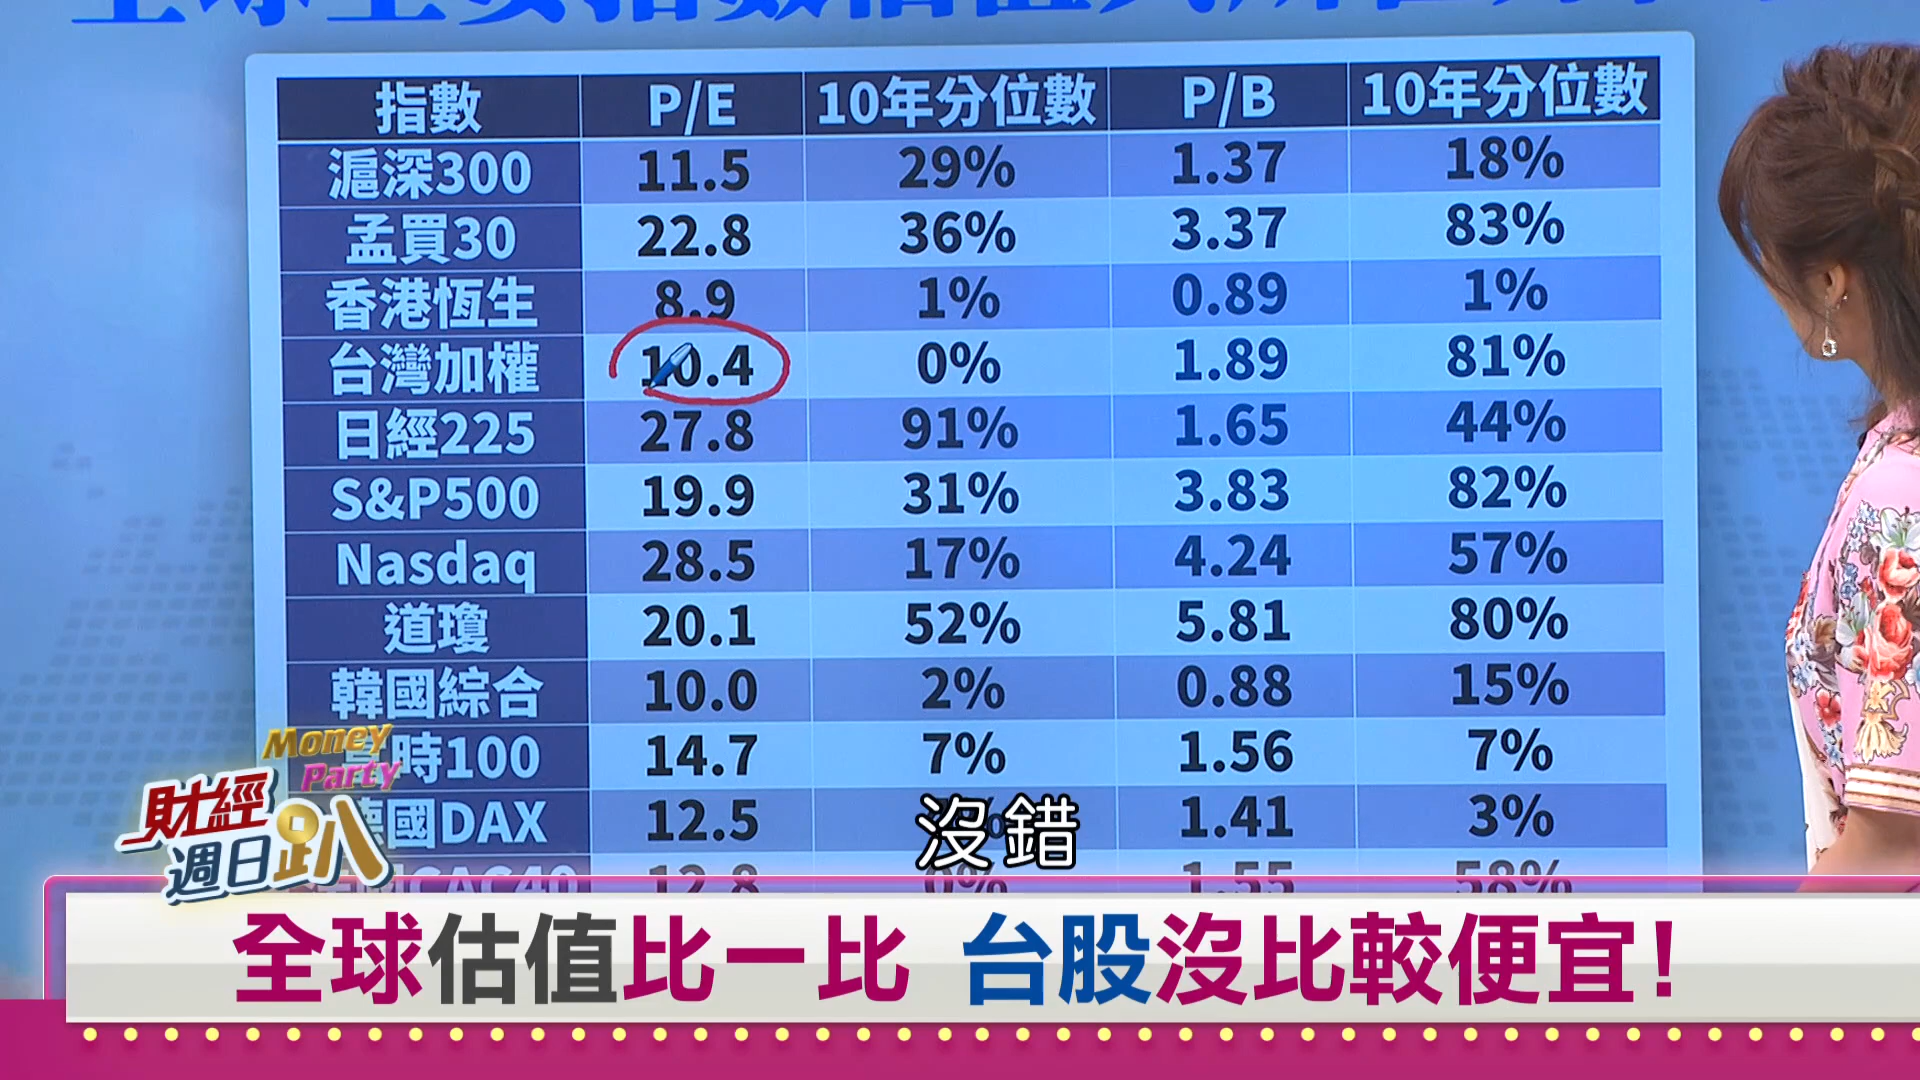 指數 P/E 10年分位數 P/B 10年分位數
滬深300 11.5 29% 1.37 18%
孟買30 22.8 36% 3.37 83%
香港恆生 8.9 1% 0.89 1%
台灣加權 10.4 0% 1.89 81%
日經225 27.8 91% 1.65 44%
S&P500 19.9 31% 3.83 82%
Nasdaq 28.5 17% 4.24 57%
道瓊 20.1 52% 5.81 80%
韓國綜合 10.0 2% 0.88 15%
時100 14.7 7% 1.56 7%
國DAX 12.5 1.41 3%
CAC40 12.8 0% 1.55 58%
Money
Party
財經
週日趴
沒錯
全球估值比一比 台股沒比較便宜!